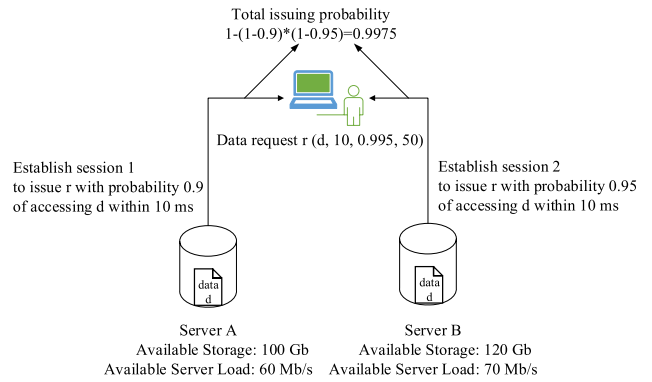 Total issuing probability
1-(1-0.9)*(1-0.95)=0.9975
Data request r (d, 10, 0.995, 50)
Establish session 1
to issue r with probability 0.9
of accessing d within 10 ms
Establish session 2
to issue r with probability 0.95
of accessing d within 10 ms
data
d
data
d
Server A
Available Storage: 100 Gb
Available Server Load: 60 Mb/s
Server B
Available Storage: 120 Gb
Available Server Load: 70 Mb/s